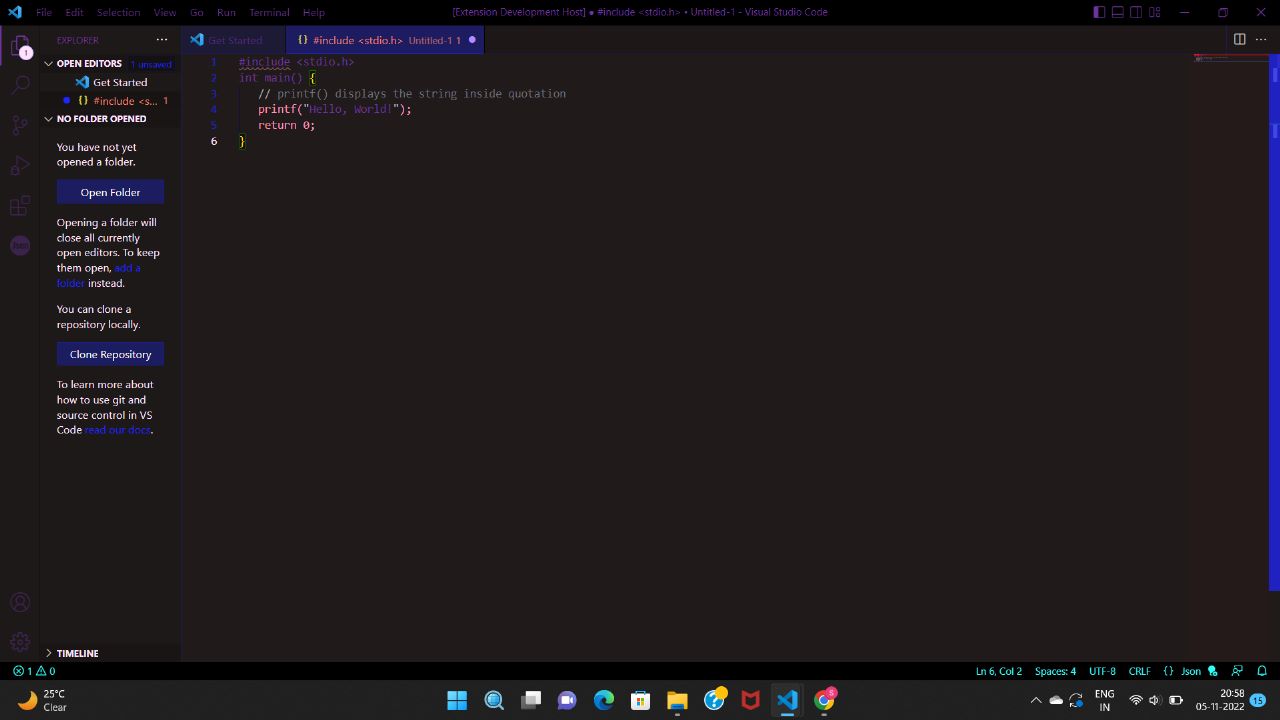 File Edit Selection View Go Run Terminal Help
[Extension Development Host] ● #include <stdio.h> • Untitled-1 - Visual Studio Code
EXPLORER
Get Started
{} #include <stdio.h> Untitled-1 1
1
OPEN EDITORS 1 unsaved
Get Started
{} #include <s... 1
NO FOLDER OPENED
You have not yet
opened a folder.
Open Folder
Opening a folder will
close all currently
open editors. To keep
them open, add a
folder instead.
You can clone a
repository locally.
Clone Repository
To learn more about
how to use git and
source control in VS
Code read our docs.
TIMELINE
1 #include <stdio.h>
2 int main() {
3 // printf() displays the string inside quotation
4 printf("Hello, World!");
5 return 0;
6 }
1 0
Ln 6, Col 2 Spaces: 4 UTF-8 CRLF {} Json
25°C
Clear
S
ENG
IN
20:58
05-11-2022
15